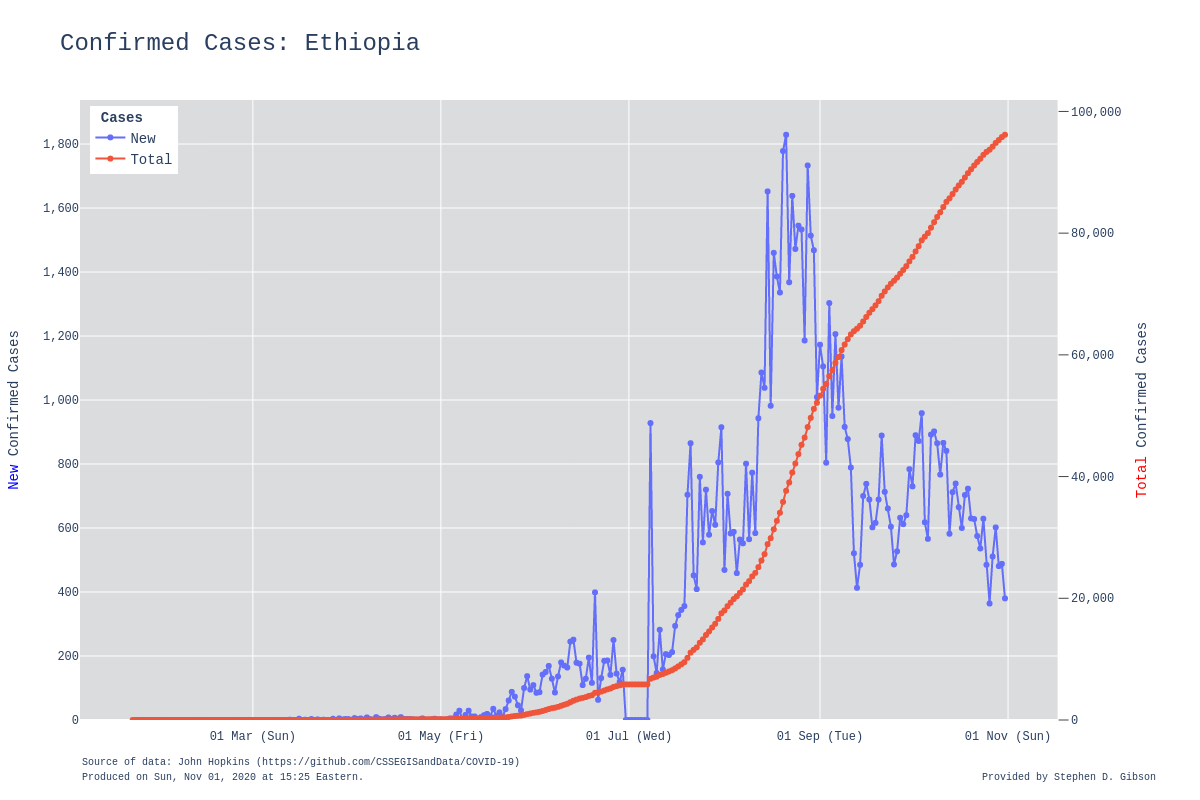 Confirmed Cases: Ethiopia
Cases
New
Total
1,800
1,600
1,400
1,200
1,000
800
600
400
200
0
New Confirmed Cases
100,000
80,000
60,000
40,000
20,000
0
Total Confirmed Cases
01 Mar (Sun)
01 May (Fri)
01 Jul (Wed)
01 Sep (Tue)
01 Nov (Sun)
Source of data: John Hopkins (https://github.com/CSSEGISandData/COVID-19)
Produced on Sun, Nov 01, 2020 at 15:25 Eastern.
Provided by Stephen D. Gibson